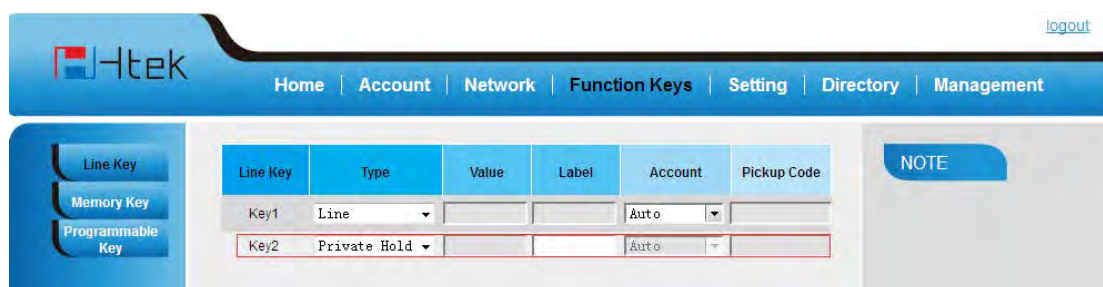 logout
Htek
Home | Account | Network | Function Keys | Setting | Directory | Management
Line Key
Memory Key
Programmable
Key
NOTE
Line Key Type Value Label Account Pickup Code
Key1 Line Auto
Key2 Private Hold Auto